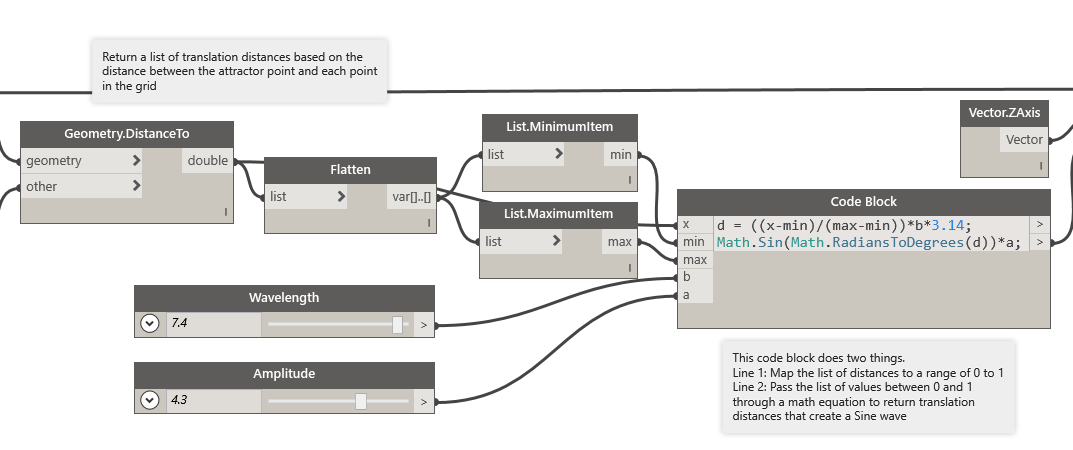 Return a list of translation distances based on the
distance between the attractor point and each point
in the grid
Geometry.DistanceTo
geometry >
double
other >
Flatten
list >
var[]..[]
List.MinimumItem
list >
min
List.MaximumItem
list >
max
Vector.ZAxis
Vector
Code Block
x
d = ((x-min)/(max-min))*b*3.14;
>
min
Math.Sin(Math.RadiansToDegrees(d))*a;
>
max
b
a
Wavelength
7.4
>
Amplitude
4.3
>
This code block does two things.
Line 1: Map the list of distances to a range of 0 to 1
Line 2: Pass the list of values between 0 and 1
through a math equation to return translation
distances that create a Sine wave